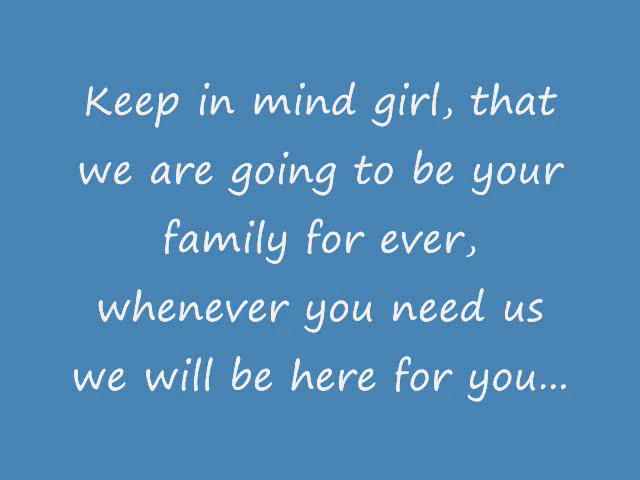 Keep in mind girl, that
we are going to be your
family for ever,
whenever you need us
we will be here for you...